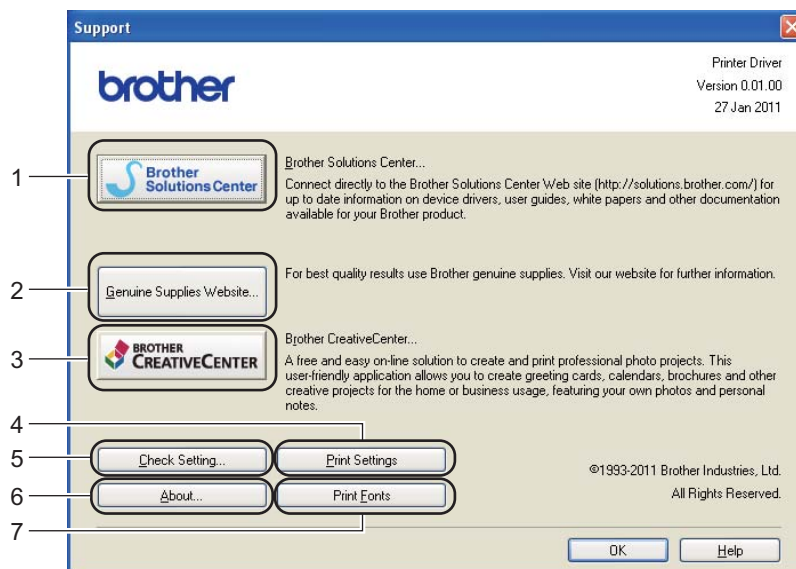 Support
brother
Printer Driver
Version 0.01.00
27 Jan 2011
1
Brother
Solutions Center
Brother Solutions Center...
Connect directly to the Brother Solutions Center Web site (http://solutions.brother.com/) for
up to date information on device drivers, user guides, white papers and other documentation
available for your Brother product.
2
Genuine Supplies Website...
For best quality results use Brother genuine supplies. Visit our website for further information.
3
BROTHER
CREATIVECENTER
Brother CreativeCenter...
A free and easy on-line solution to create and print professional photo projects. This
user-friendly application allows you to create greeting cards, calendars, brochures and other
creative projects for the home or business usage, featuring your own photos and personal
notes.
4
5
Check Setting...
Print Settings
©1993-2011 Brother Industries, Ltd.
6
About...
Print Fonts
All Rights Reserved.
7
OK
Help